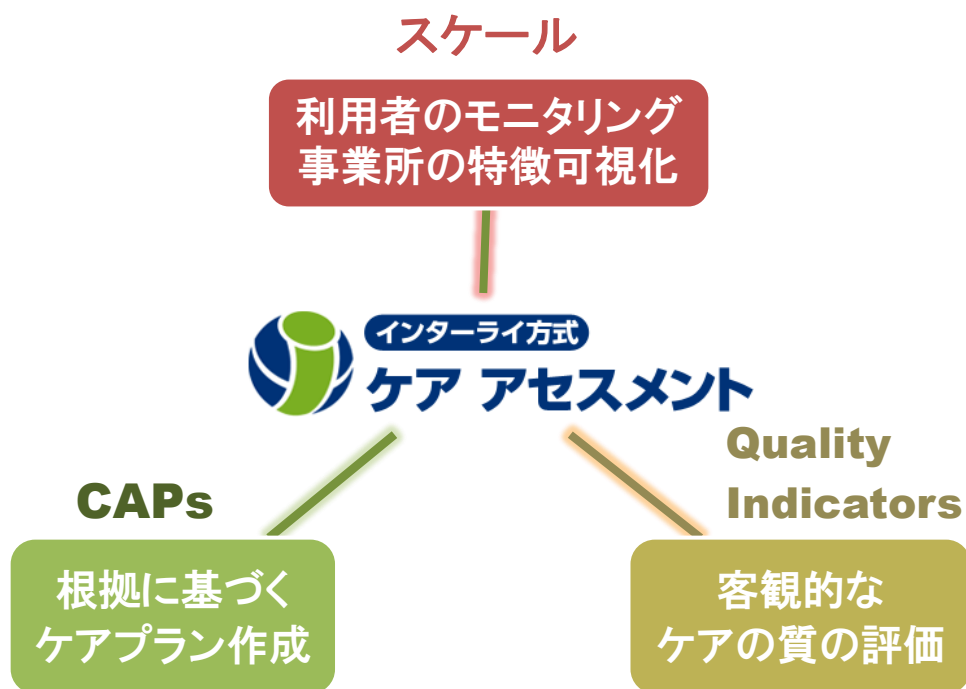 スケール
利用者のモニタリング
事業所の特徴可視化
インターライ方式
ケア アセスメント
CAPs
根拠に基づく
ケアプラン作成
Quality
Indicators
客観的な
ケアの質の評価